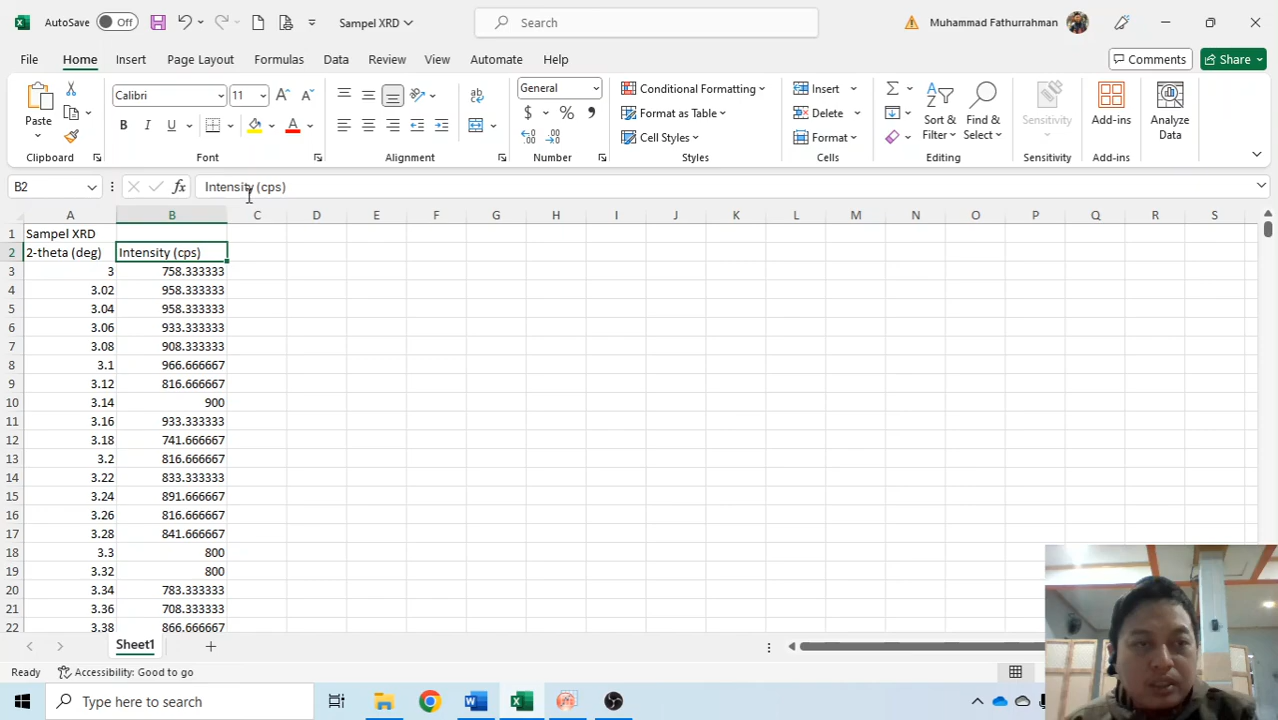 AutoSave Off Sampel XRD Search Muhammad Fathurrahman
File Home Insert Page Layout Formulas Data Review View Automate Help Comments Share
Paste Calibri 11 General $ % Conditional Formatting Format as Table Cell Styles Insert Delete Format Sort & Filter Find & Select Sensitivity Add-ins Analyze Data
Clipboard Font Alignment Number Styles Cells Editing Sensitivity Add-ins
B2 fx Intensity (cps)
A B C D E F G H I J K L M N O P Q R S
1 Sampel XRD
2 2-theta (deg) Intensity (cps)
3 3 758.333333
4 3.02 958.333333
5 3.04 958.333333
6 3.06 933.333333
7 3.08 908.333333
8 3.1 966.666667
9 3.12 816.666667
10 3.14 900
11 3.16 933.333333
12 3.18 741.666667
13 3.2 816.666667
14 3.22 833.333333
15 3.24 891.666667
16 3.26 816.666667
17 3.28 841.666667
18 3.3 800
19 3.32 800
20 3.34 783.333333
21 3.36 708.333333
22 3.38 866.666667
Sheet1
Ready Accessibility: Good to go
Type here to search